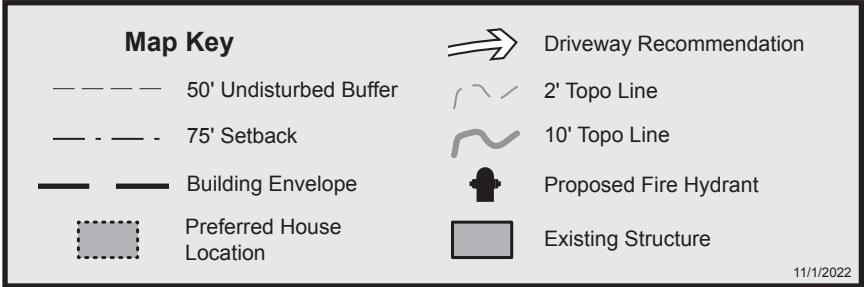 Map Key
50' Undisturbed Buffer
75' Setback
Building Envelope
Preferred House
Location
Driveway Recommendation
2' Topo Line
10' Topo Line
Proposed Fire Hydrant
Existing Structure
11/1/2022